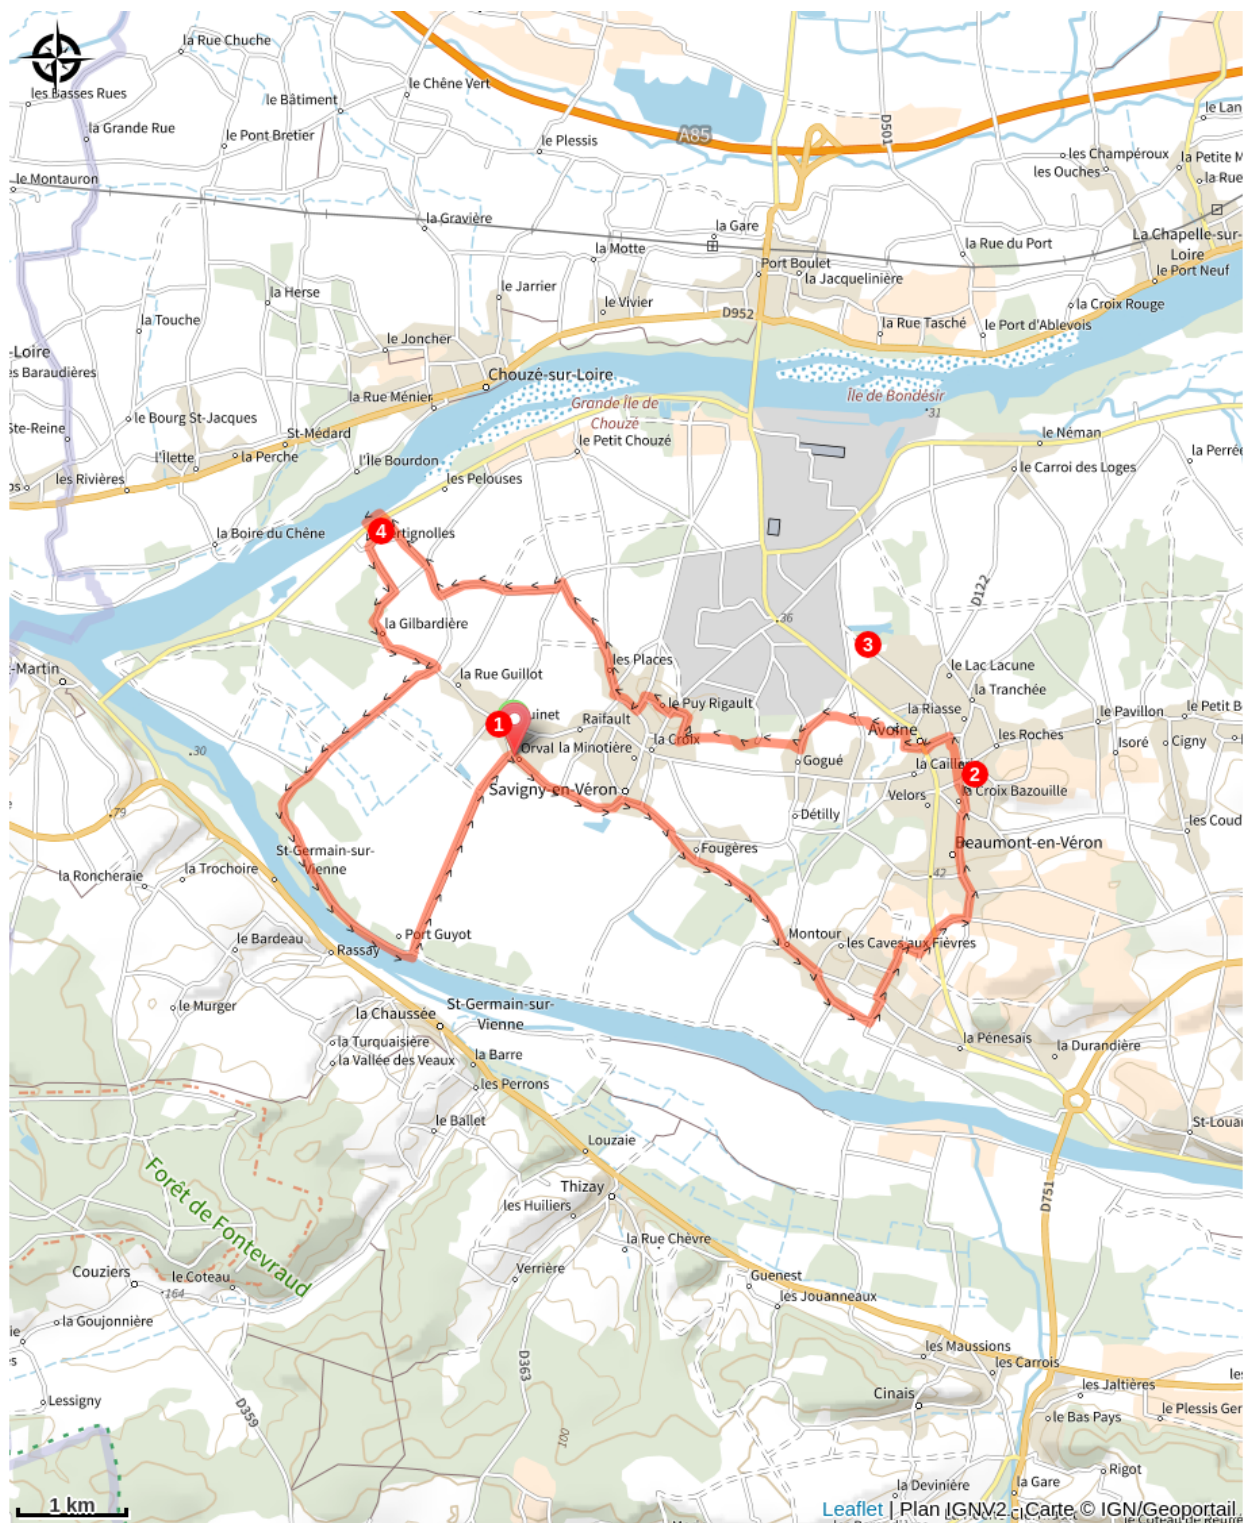 la Rue Chuche
le Chêne Vert
les Basses Rues
le Bâtiment
la Grande Rue
le Pont Bretier
le Plessis
A85
D501
le Lan
les Champéroux
la Petite M
les Ouches
la Rue
le Montauron
la Gravière
la Gare
la Motte
la Rue du Port
La Chapelle-sur-
Loire
Port Boulet
le Port Neuf
la Jacquelinière
la Herse
le Jarrier
le Vivier
la Croix Rouge
D952
la Touche
la Rue Tasché
le Port d'Ablevois
le Joncher
-Loire
es Baraudières
Chouzé-sur-Loire
la Rue Ménier
Grande Île de
Chouzé
Île de Bondésir
31
le Bourg St-Jacques
Ste-Reine
St-Médard
le Petit Chouzé
le Néman
l'Îlette
la Perche
l'Île Bourdon
la Perrée
le Carroi des Loges
les Rivières
les Pelouses
ps
4
ertignolles
la Boire du Chêne
D122
36
la Gilbardière
3
-Martin
les Places
le Lac Lacune
la Rue Guillot
la Tranchée
le Puy Rigault
la Riasse
le Pavillon
le Petit B
1
uinet
Raifault
Avoine
les Roches
la Croix
Isoré
Cigny
30
Orval
la Minotière
Gogué
la Caill
2
Savigny-en-Véron
Velors
la Croix Bazouille
79
Détilly
les Coud
St-Germain-sur-
Vienne
Fougères
Beaumont-en-Véron
la Trochoire
la Roncheraie
42
le Bardeau
Port Guyot
Montour
les Caves aux Fièvres
Rassay
le Murger
la Chaussée
St-Germain-sur-
Vienne
la Turquaisière
la Pénesais
la Durandière
la Vallée des Veaux
la Barre
les Perrons
le Ballet
St-Loua
Louzaie
Forêt de Fontevraud
Thizay
D751
les Huiliers
la Rue Chèvre
Couziers
le Coteau
Verrière
Guenest
164
les Jouanneaux
la Goujonnière
ie
les Maussions
D363
les Carrois
les
s
les Jaltières
Lessigny
D359
Cinais
le Bas Pays
le Plessis Ger
100
Rigot
la Devinière
la Gare
1 km
Leaflet | Plan IGNV2 - Carte © IGN/Geoportail